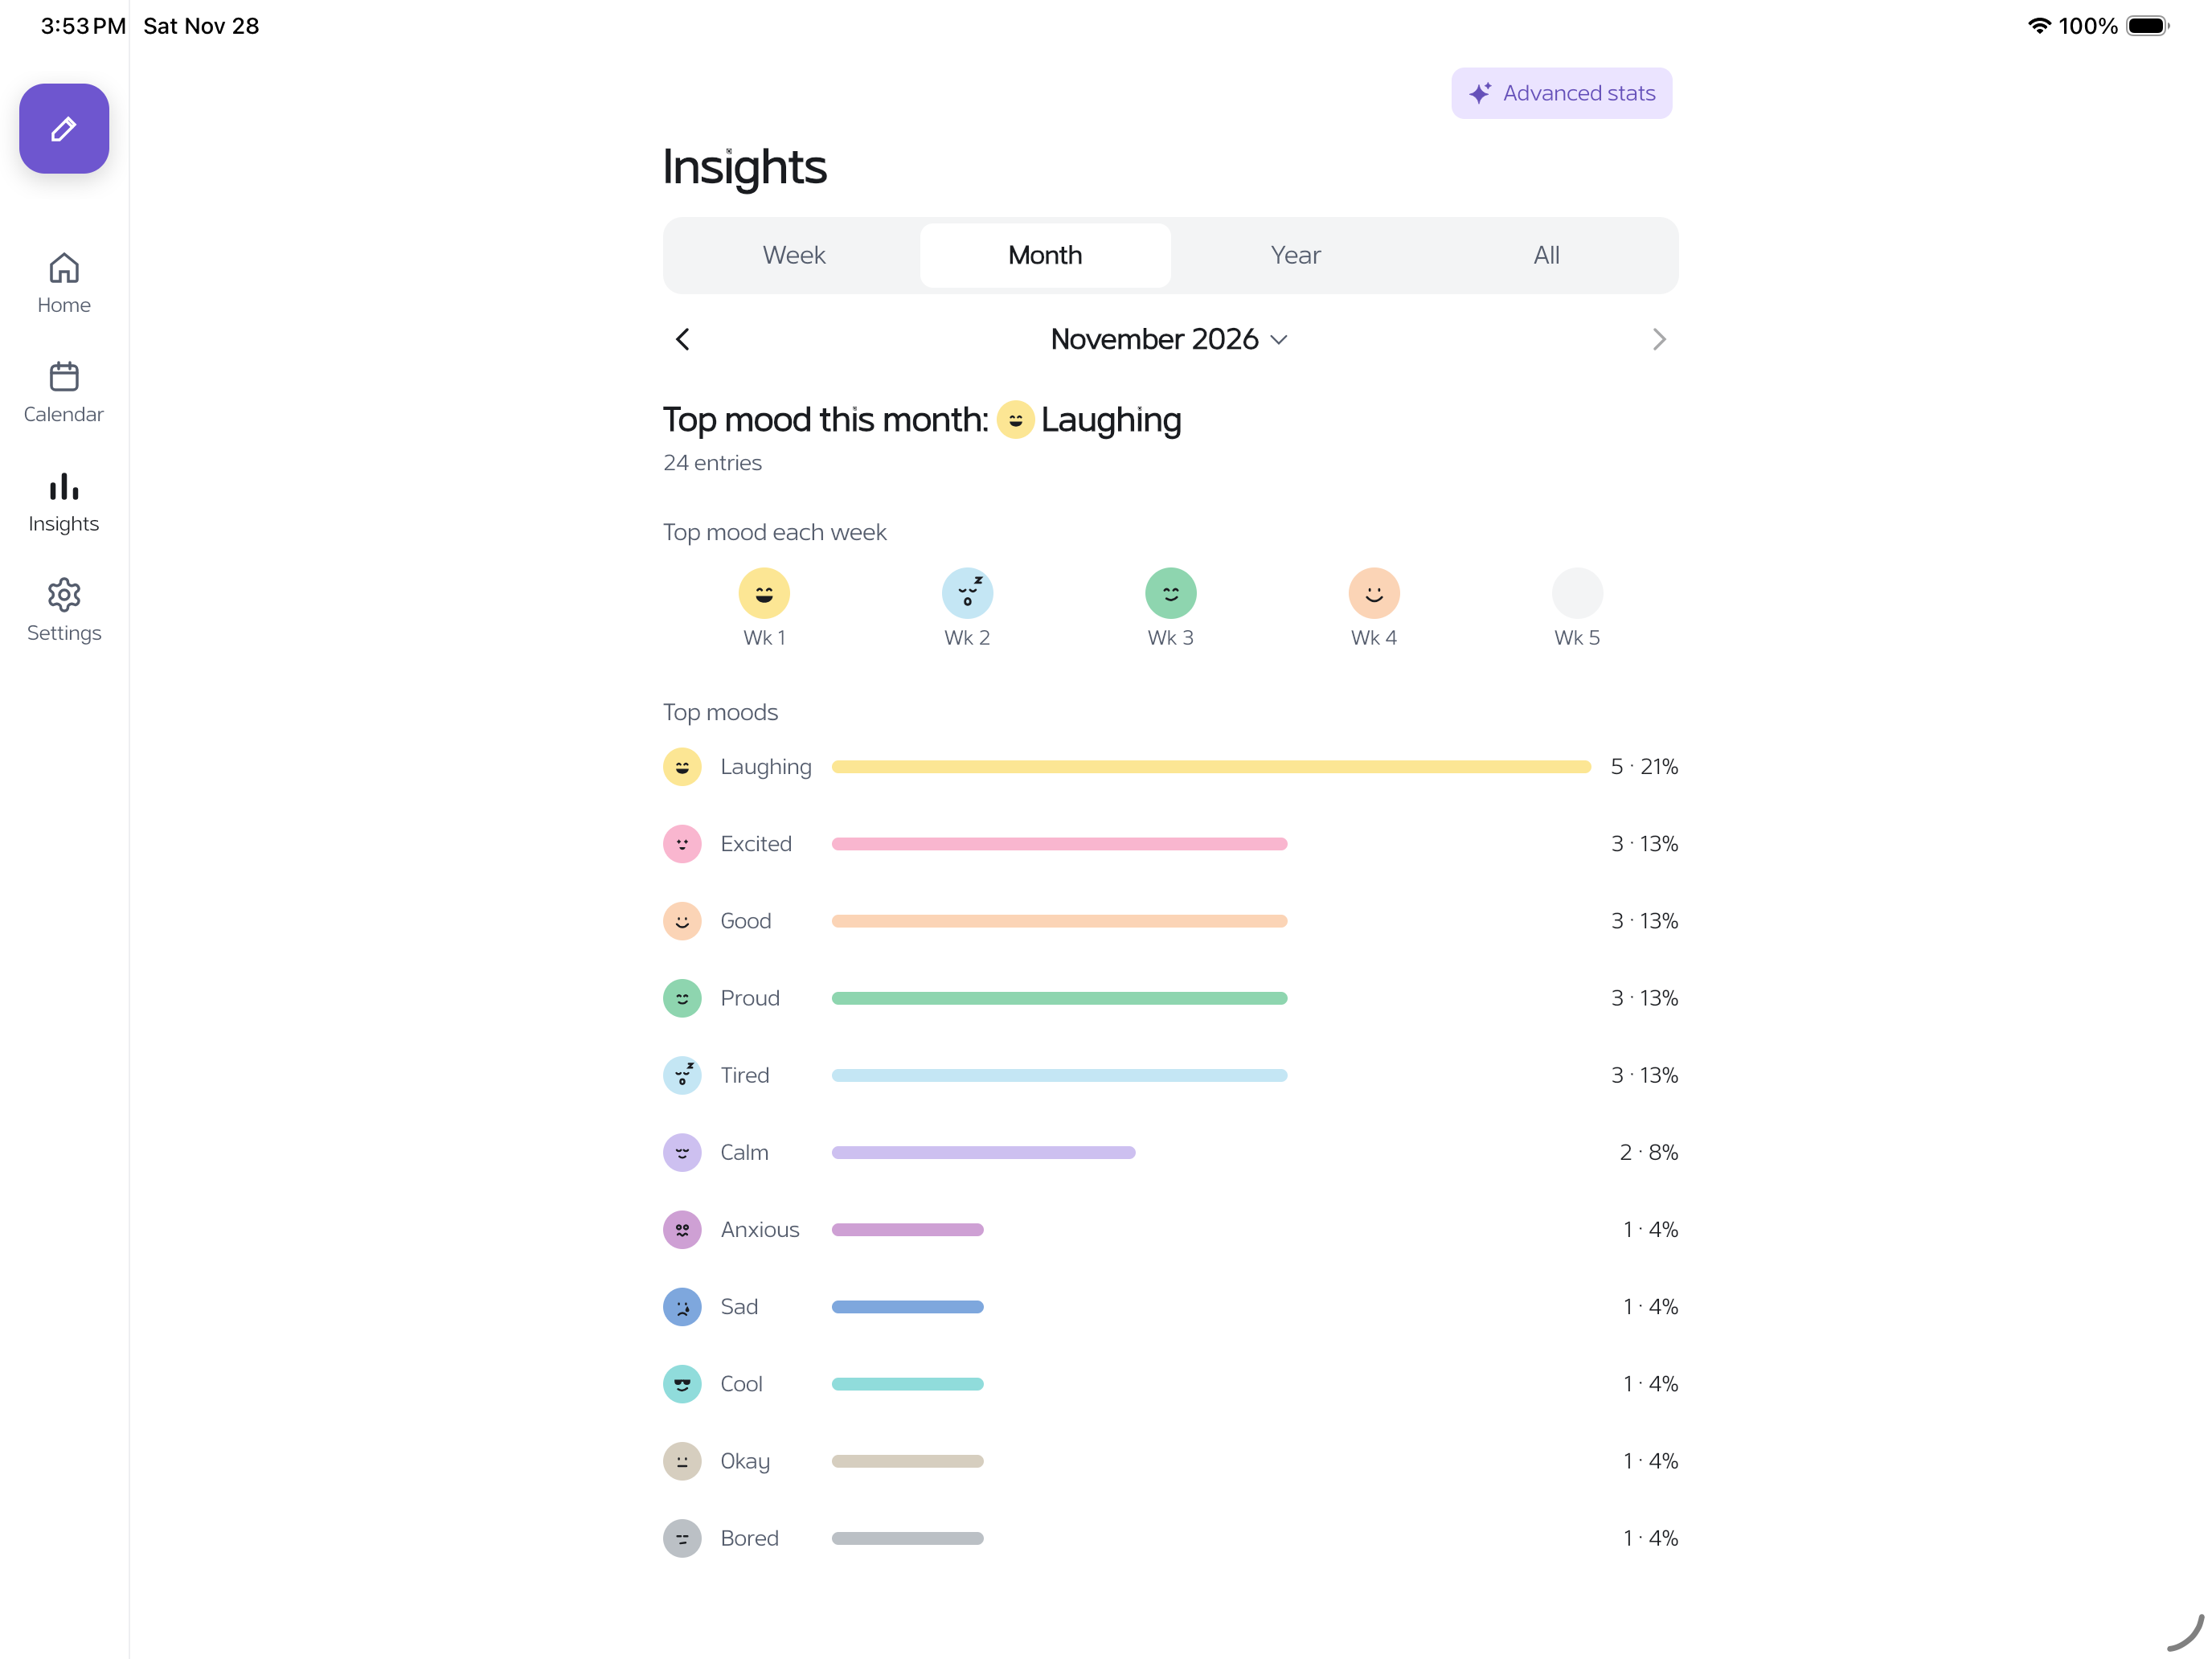 3:53 PM Sat Nov 28
100%
Advanced stats
Home
Calendar
Insights
Settings
Insights
Week Month Year All
November 2026
Top mood this month: Laughing
24 entries
Top mood each week
Wk 1 Wk 2 Wk 3 Wk 4 Wk 5
Top moods
Laughing 5 · 21%
Excited 3 · 13%
Good 3 · 13%
Proud 3 · 13%
Tired 3 · 13%
Calm 2 · 8%
Anxious 1 · 4%
Sad 1 · 4%
Cool 1 · 4%
Okay 1 · 4%
Bored 1 · 4%